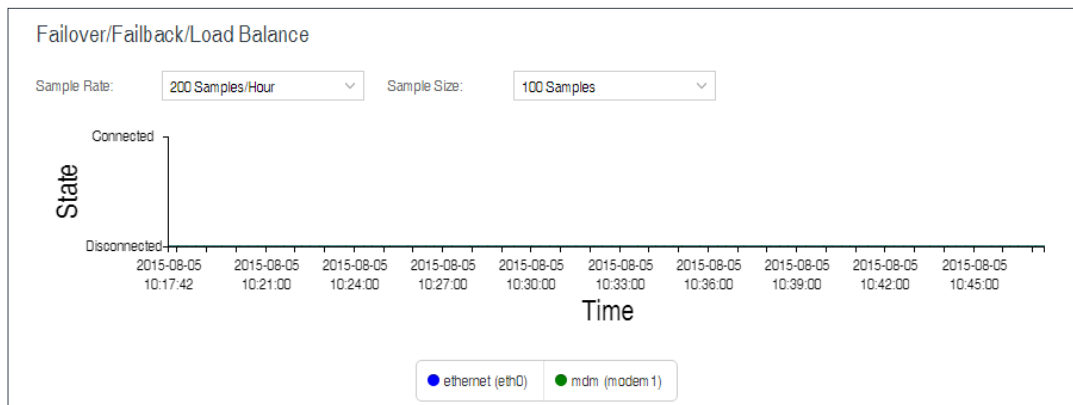 Failover/Failback/Load Balance
Sample Rate: 200 Samples/Hour Sample Size: 100 Samples
Connected
State
Disconnected
2015-08-05 2015-08-05 2015-08-05 2015-08-05 2015-08-05 2015-08-05 2015-08-05 2015-08-05 2015-08-05 2015-08-05
10:17:42 10:21:00 10:24:00 10:27:00 10:30:00 10:33:00 10:36:00 10:39:00 10:42:00 10:45:00
Time
ethernet (eth0) mdm (modem1)